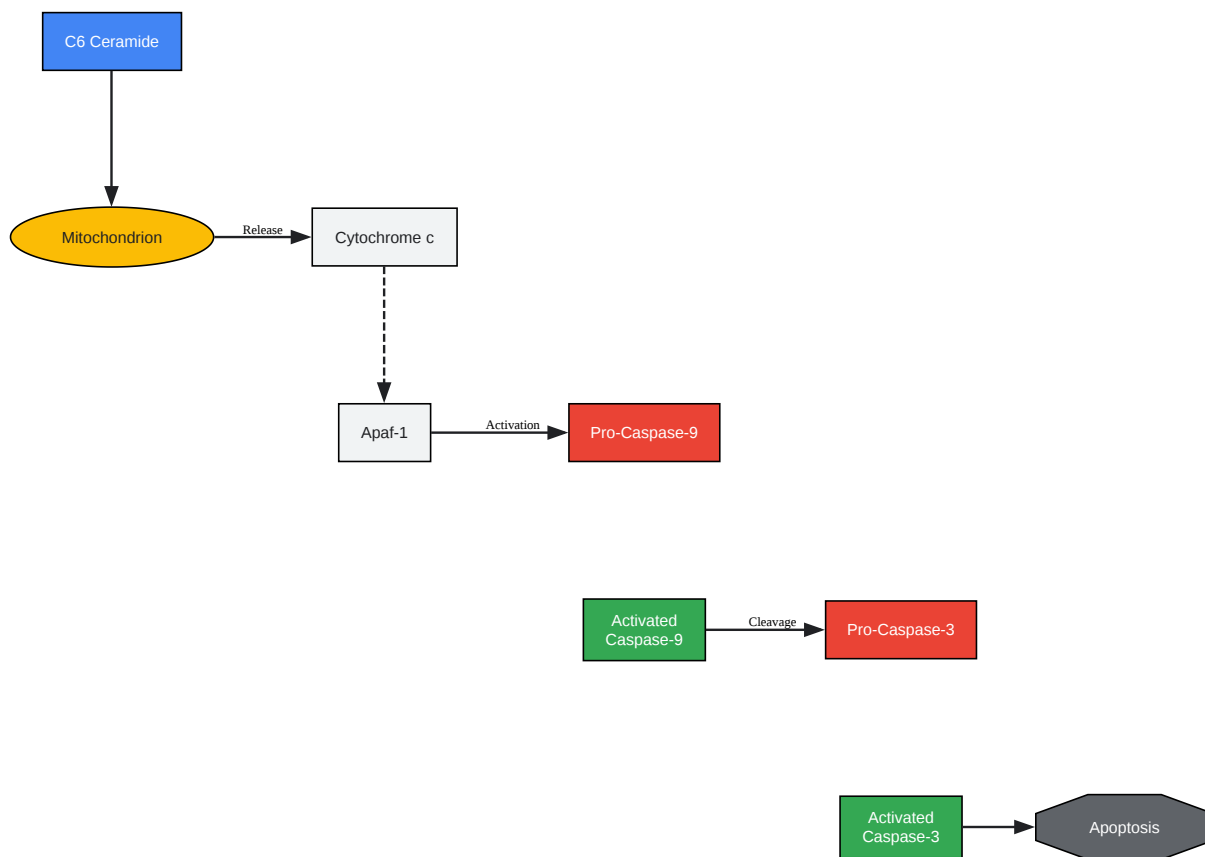 C6 Ceramide
Mitochondrion
Release
Cytochrome c
Apaf-1
Activation
Pro-Caspase-9
Activated
Caspase-9
Cleavage
Pro-Caspase-3
Activated
Caspase-3
Apoptosis